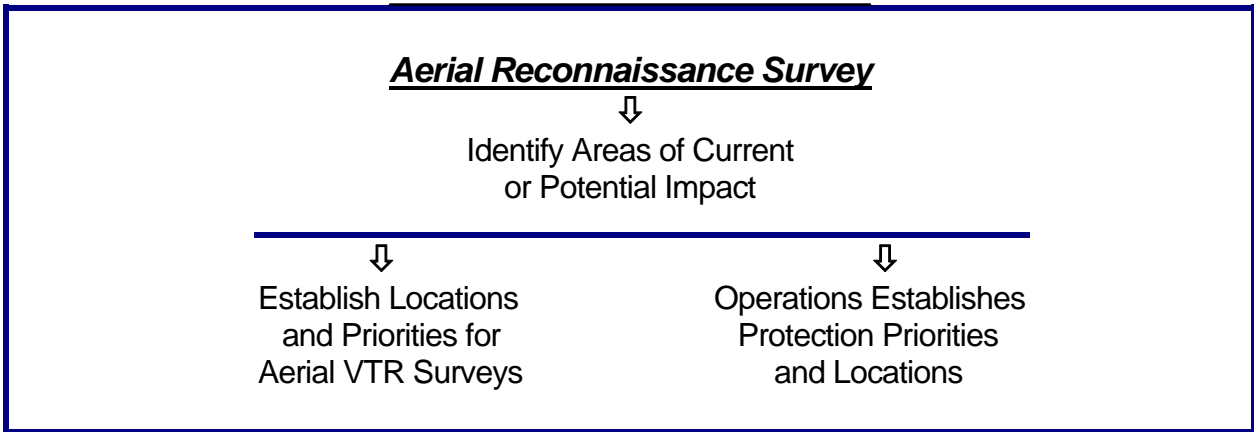 Aerial Reconnaissance Survey
⇩
Identify Areas of Current
or Potential Impact
⇩ ⇩
Establish Locations
and Priorities for
Aerial VTR Surveys
Operations Establishes
Protection Priorities
and Locations